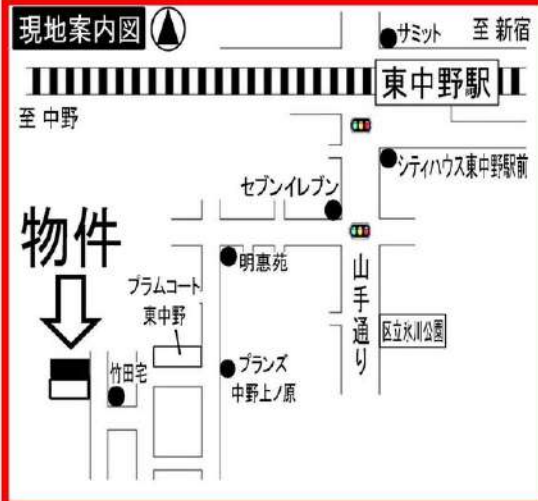 現地案内図
サミット
至 新宿
東中野駅
至 中野
シティハウス東中野駅前
セブンイレブン
物件
明惠苑
プラムコート
東中野
山手通り
区立氷川公園
竹田宅
プランズ
中野上ノ原